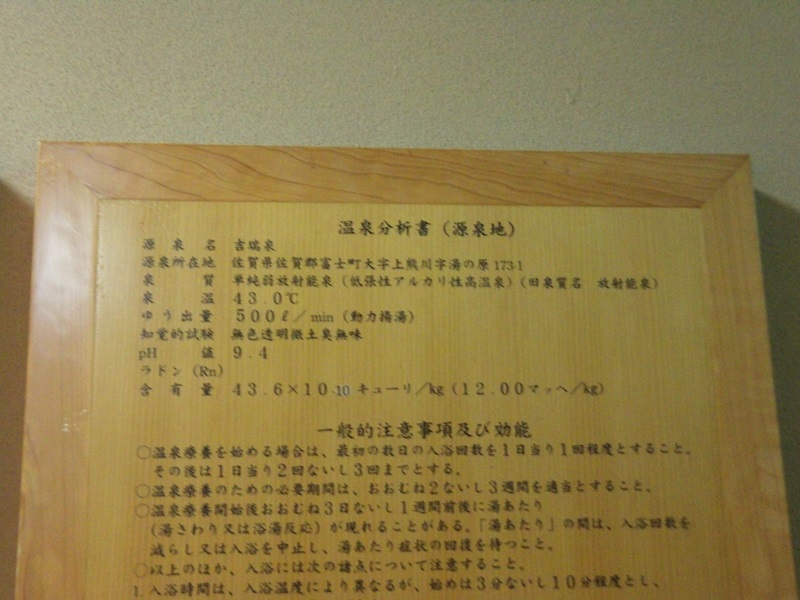 温泉分析書（源泉地）
源泉名 吉瑞泉
源泉所在地 佐賀県佐賀郡富士町大字上熊川字湯の原173-1
泉質 単純弱放射能泉（低張性アルカリ性高温泉）（旧泉質名 放射能泉）
泉温 43.0℃
ゆう出量 500ℓ／min（動力揚湯）
知覚的試験 無色透明微土臭無味
pH値 9.4
ラドン（Rn）
含有量 43.6×10-10キューリ／kg（12.00マッヘ／kg）
一般的注意事項及び効能
○温泉療養を始める場合は、最初の数日の入浴回数を1日当り1回程度とすること。
その後は1日当り2回ないし3回までとする。
○温泉療養のための必要期間は、おおむね2ないし3週間を適当とすること。
○温泉療養開始後おおむね3日ないし1週間前後に湯あたり
（湯さわり又は浴湯反応）が現れることがある。「湯あたり」の間は、入浴回数を
減らし又は入浴を中止し、湯あたり症状の回復を待つこと。
○以上のほか、入浴には次の諸点について注意すること。
1.入浴時間は、入浴温度により異なるが、始めは3分ないし10分程度とし、